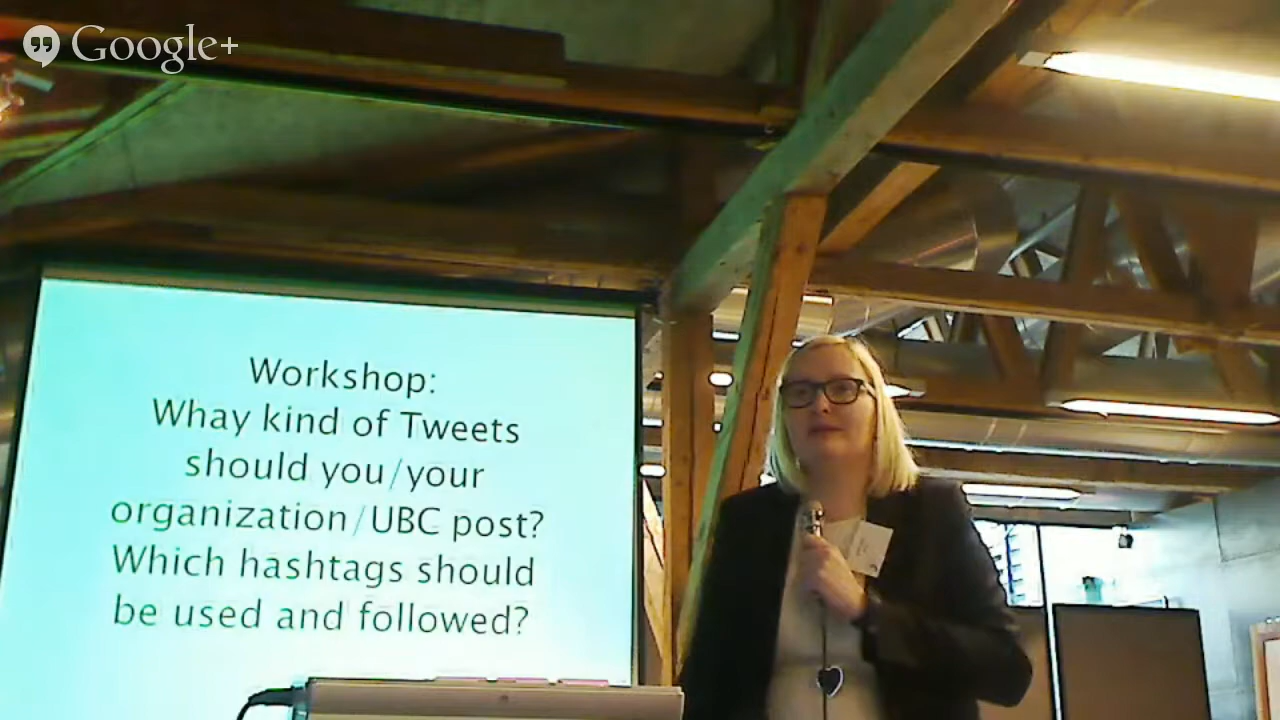 Google+
Workshop:
Whay kind of Tweets
should you/your
organization/UBC post?
Which hashtags should
be used and followed?